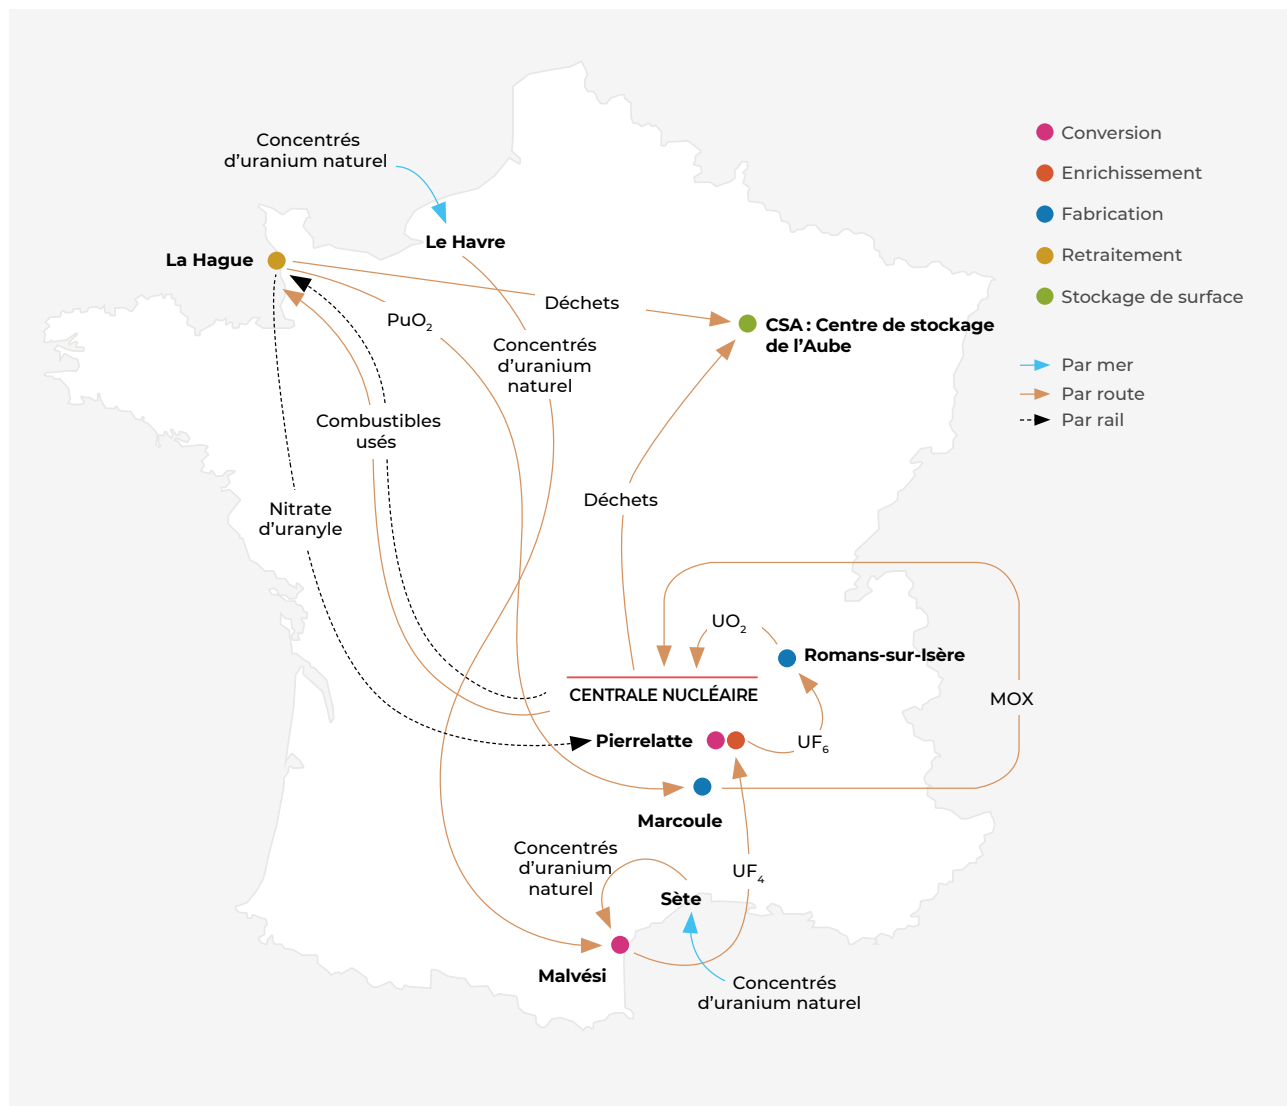 Concentrés
d'uranium naturel
Le Havre
La Hague
PuO₂
Déchets
Concentrés
d'uranium
naturel
CSA : Centre de stockage
de l'Aube
Combustibles
usés
Nitrate
d'uranyle
Déchets
UO₂
Romans-sur-Isère
CENTRALE NUCLÉAIRE
MOX
Pierrelatte
UF₆
Marcoule
Concentrés
d'uranium
naturel
UF₄
Sète
Malvési
Concentrés
d'uranium naturel
Conversion
Enrichissement
Fabrication
Retraitement
Stockage de surface
Par mer
Par route
Par rail